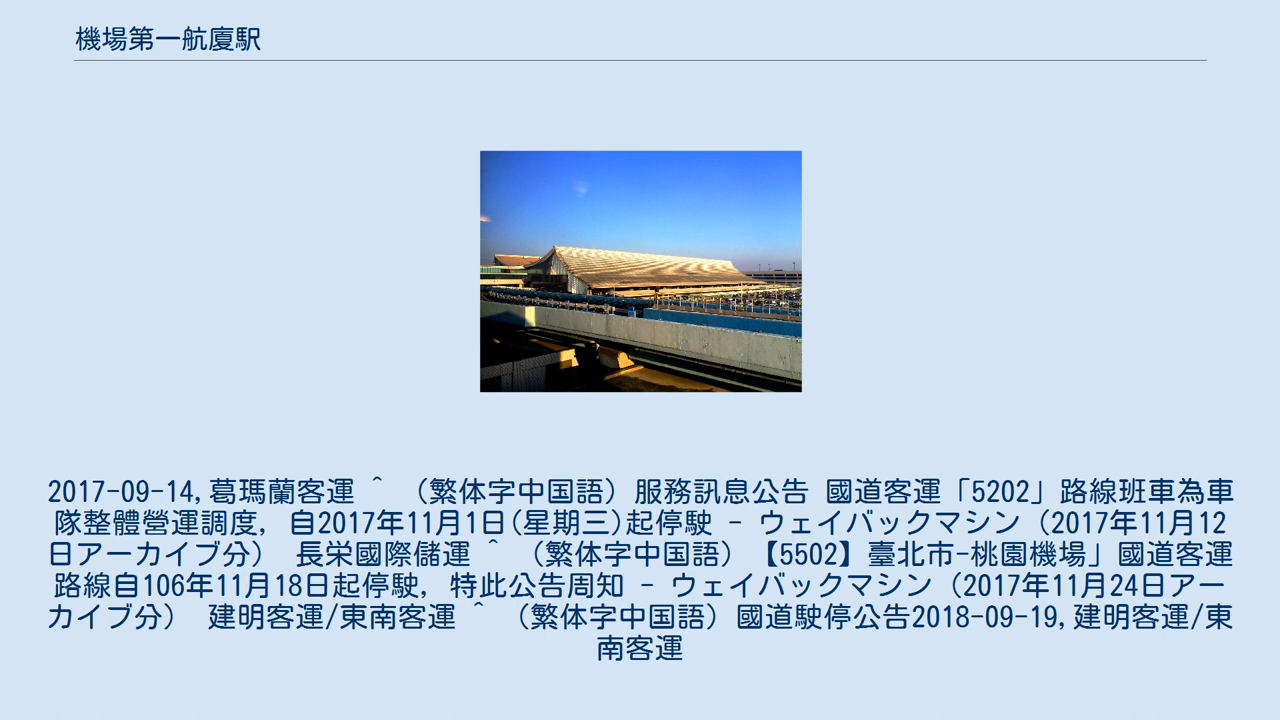 機場第一航廈駅
2017-09-14,葛瑪蘭客運 ^ （繁体字中国語）服務訊息公告 國道客運「5202」路線班車為車
隊整體營運調度, 自2017年11月1日(星期三)起停駛 - ウェイバックマシン（2017年11月12
日アーカイブ分） 長栄國際儲運 ^ （繁体字中国語）【5502】臺北市-桃園機場」國道客運
路線自106年11月18日起停駛, 特此公告周知 - ウェイバックマシン（2017年11月24日アー
カイブ分） 建明客運/東南客運 ^ （繁体字中国語）國道駛停公告2018-09-19,建明客運/東
南客運